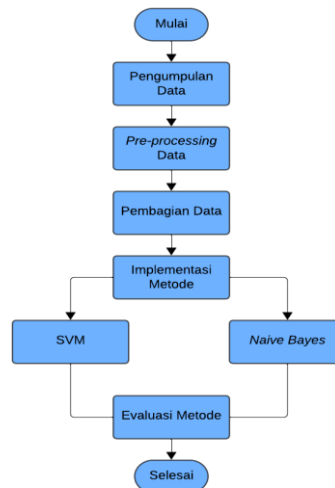 Mulai
Pengumpulan
Data
Pre-processing
Data
Pembagian Data
Implementasi
Metode
SVM
Naive Bayes
Evaluasi Metode
Selesai